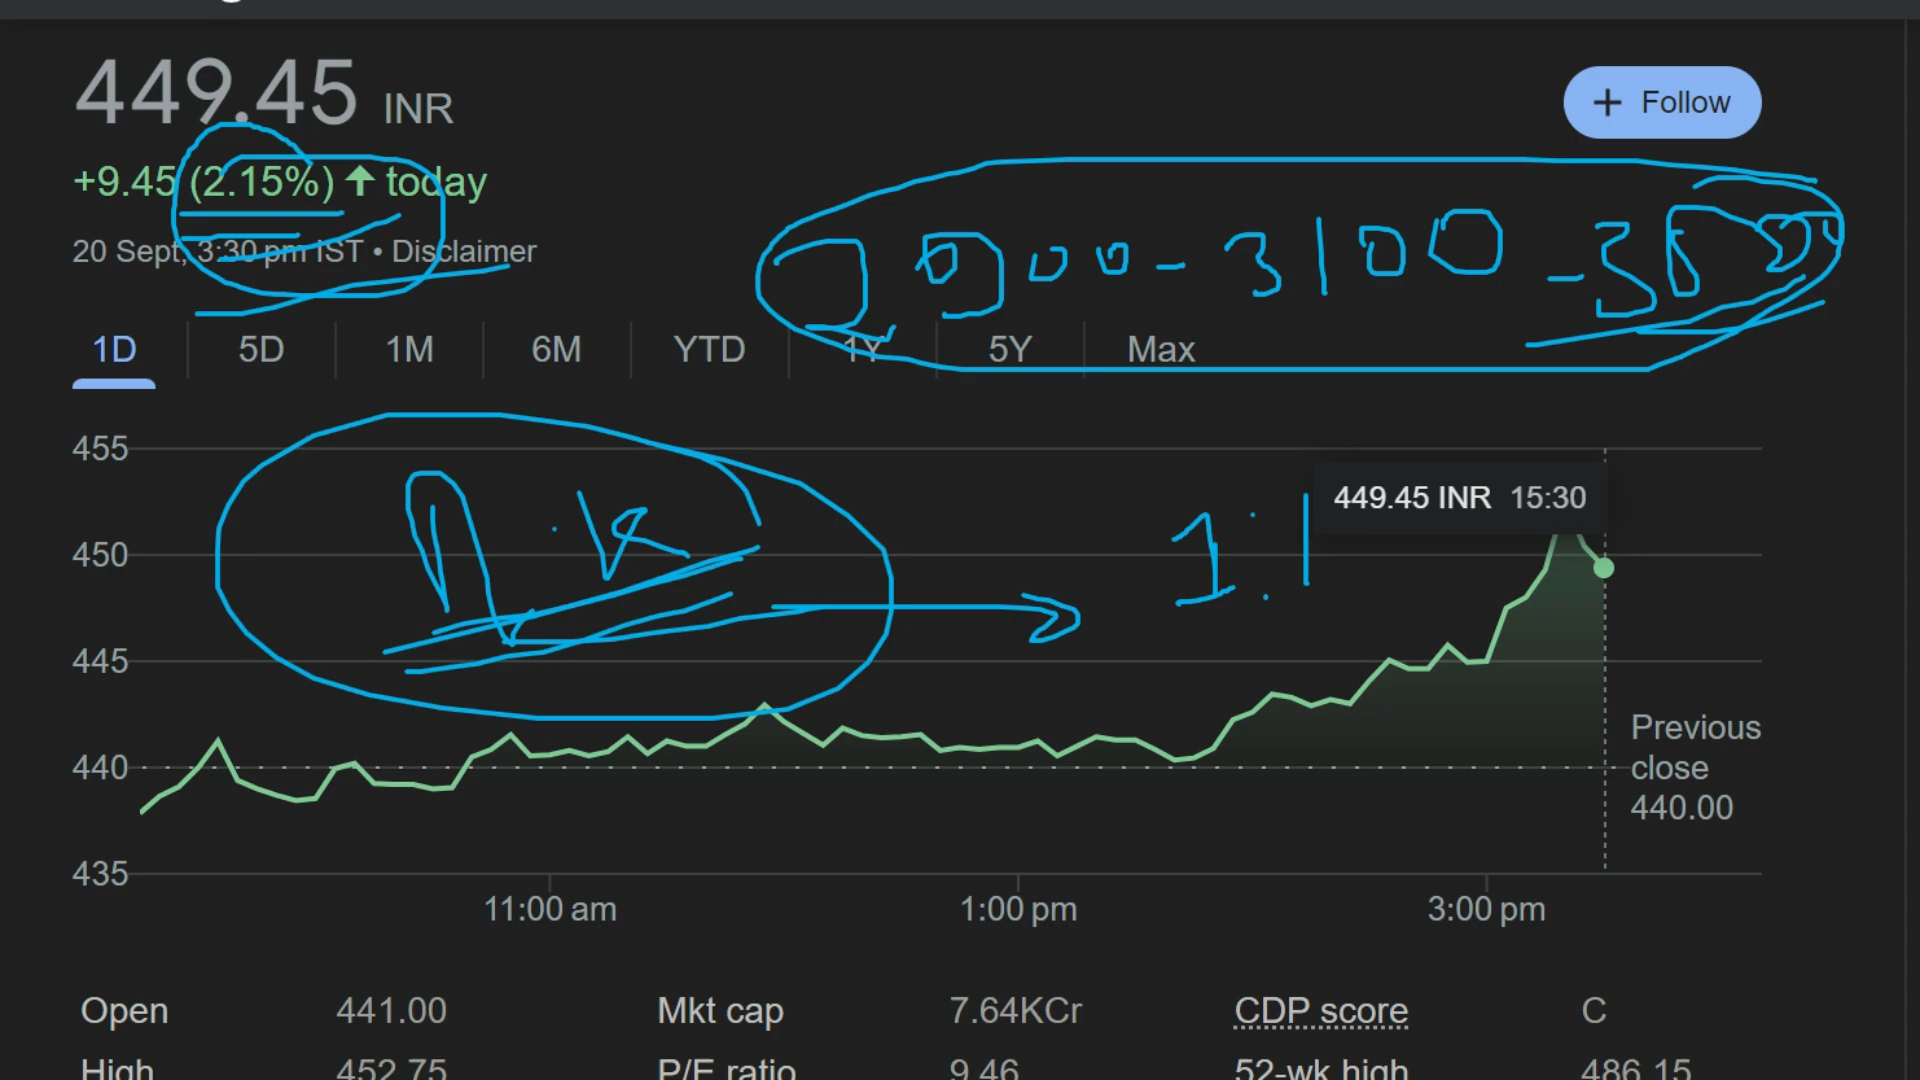 449.45 INR
+ Follow
+9.45 (2.15%) ↑ today
20 Sept, 3:30 pm IST • Disclaimer
3100
1D 5D 1M 6M YTD 1Y 5Y Max
455
450
445
440
435
449.45 INR 15:30
1:1
Previous
close
440.00
11:00 am 1:00 pm 3:00 pm
Open 441.00 Mkt cap 7.64KCr CDP score C
High 452.75 P/E ratio 9.46 52-wk high 486.15